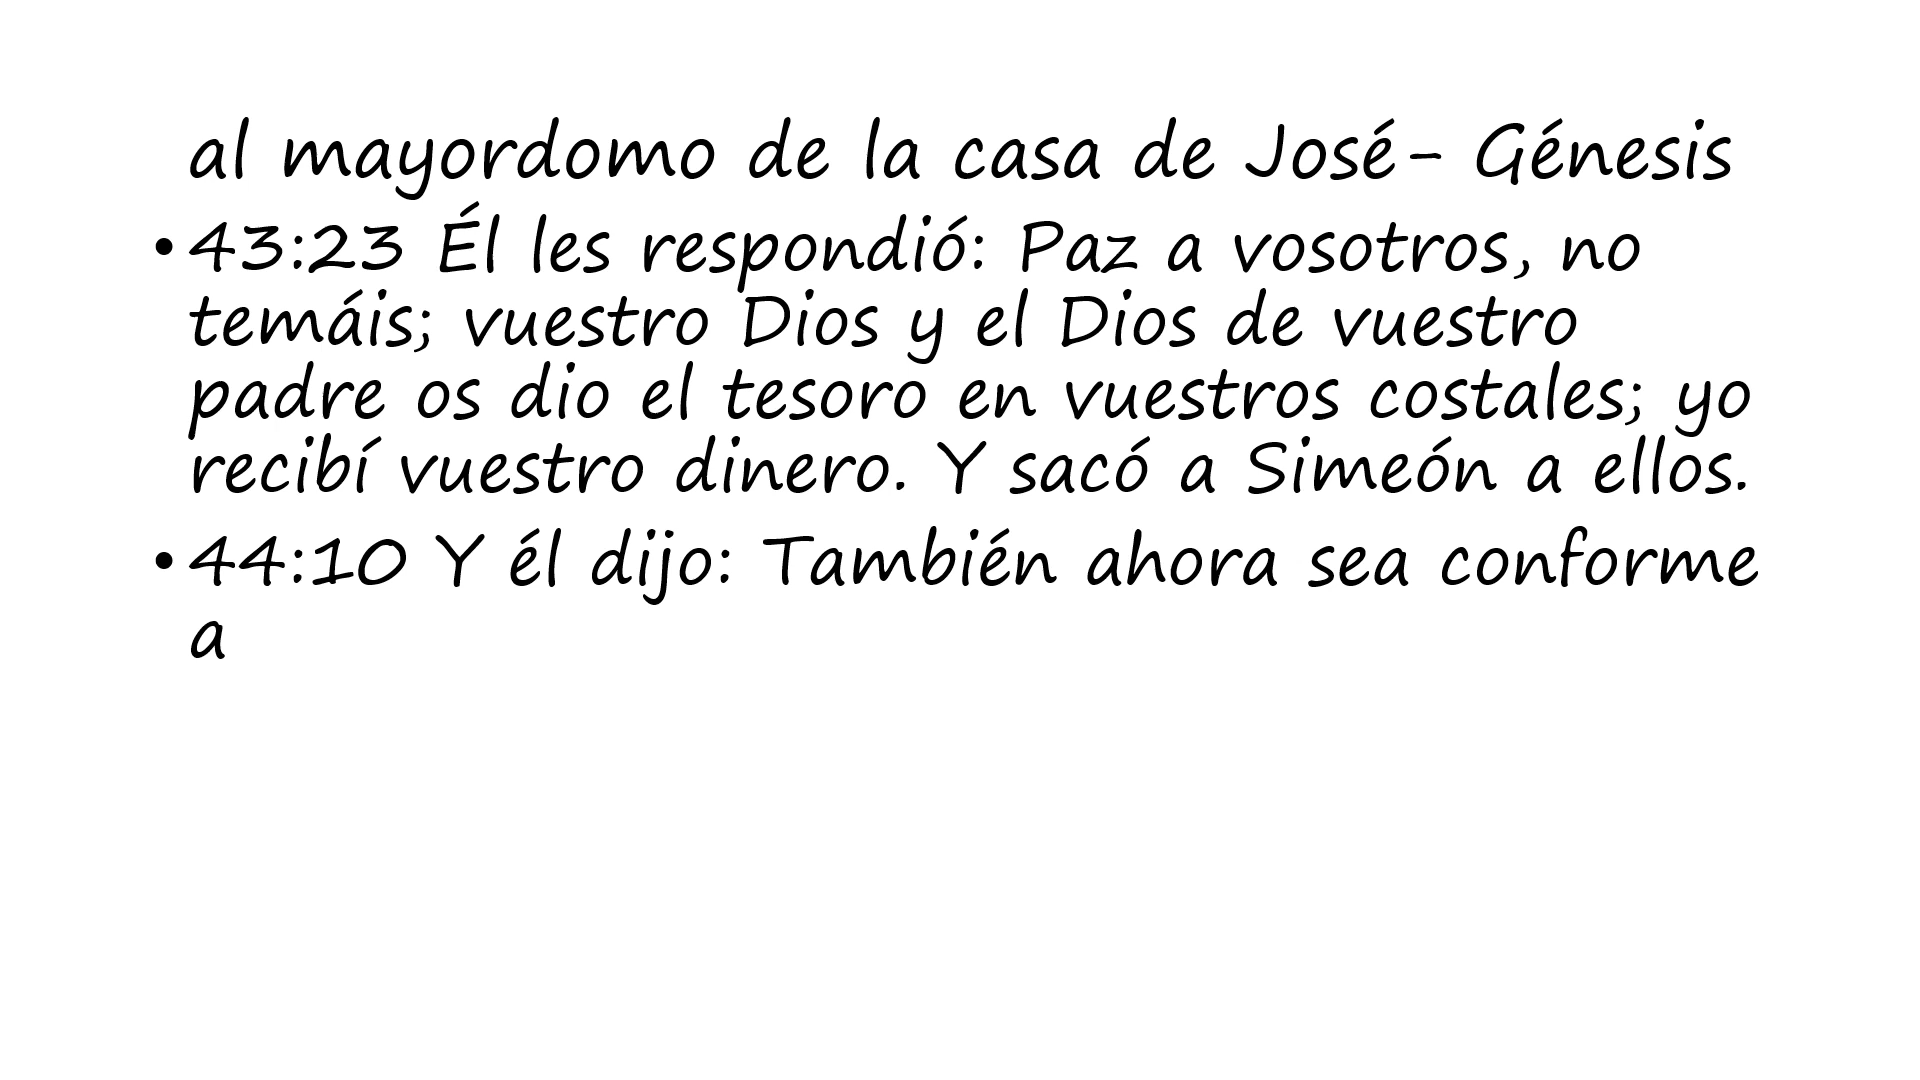 al mayordomo de la casa de José- Génesis
• 43:23 Él les respondió: Paz a vosotros, no
temáis; vuestro Dios y el Dios de vuestro
padre os dio el tesoro en vuestros costales; yo
recibí vuestro dinero. Y sacó a Simeón a ellos.
• 44:10 Y él dijo: También ahora sea conforme
a